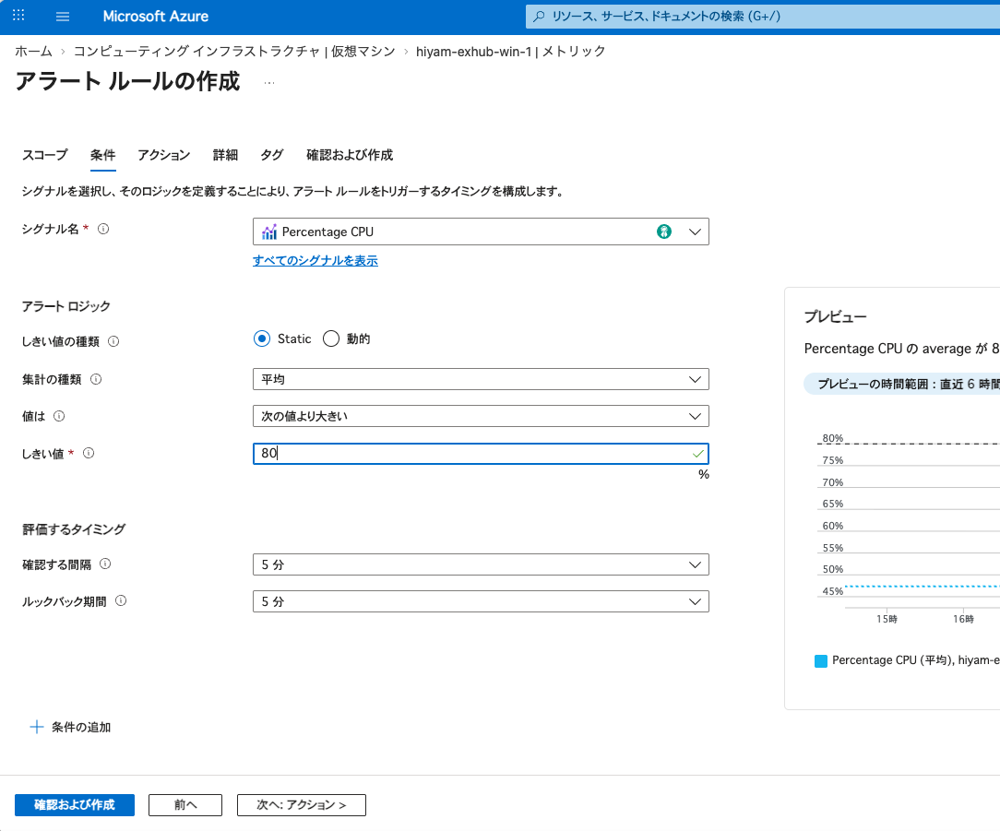 Microsoft Azure
リソース、サービス、ドキュメントの検索 (G+/)
ホーム > コンピューティング インフラストラクチャ | 仮想マシン > hiyam-exhub-win-1 | メトリック
アラート ルールの作成 ...
スコープ 条件 アクション 詳細 タグ 確認および作成
シグナルを選択し、そのロジックを定義することにより、アラート ルールをトリガーするタイミングを構成します。
シグナル名 *
Percentage CPU
すべてのシグナルを表示
アラート ロジック
しきい値の種類
Static 動的
集計の種類
平均
値は
次の値より大きい
しきい値 *
80
%
評価するタイミング
確認する間隔
5 分
ルックバック期間
5 分
条件の追加
プレビュー
Percentage CPU の average が 8
プレビューの時間範囲 : 直近 6 時間
80%
75%
70%
65%
60%
55%
50%
45%
15時 16時
Percentage CPU (平均), hiyam-e
確認および作成 前へ 次へ: アクション >